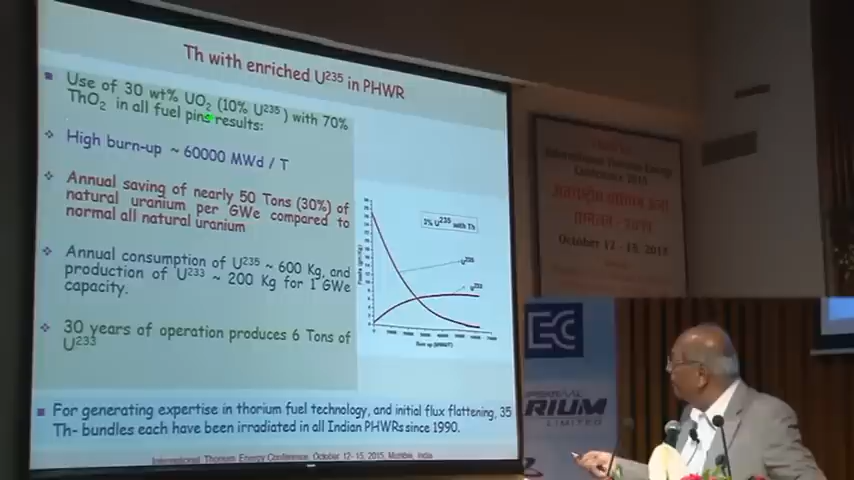 Th with enriched U235 in PHWR
Use of 30 wt% UO2 (10% U235) with 70%
ThO2 in all fuel pins results:
High burn-up ~ 60000 MWd / T
Annual saving of nearly 50 Tons (30%) of
natural uranium per GWe compared to
normal all natural uranium
Annual consumption of U235 ~ 600 Kg, and
production of U233 ~ 200 Kg for 1 GWe
capacity.
30 years of operation produces 6 Tons of
U233
For generating expertise in thorium fuel technology, and initial flux flattening, 35
Th- bundles each have been irradiated in all Indian PHWRs since 1990.
International Thorium Energy Conference, October 12-15, 2015, Mumbai, India
3% U235 with Th
U235
U233
International Thorium Energy
Conference 2015
October 12 - 15, 2015
EC
RIUM
LIMITED